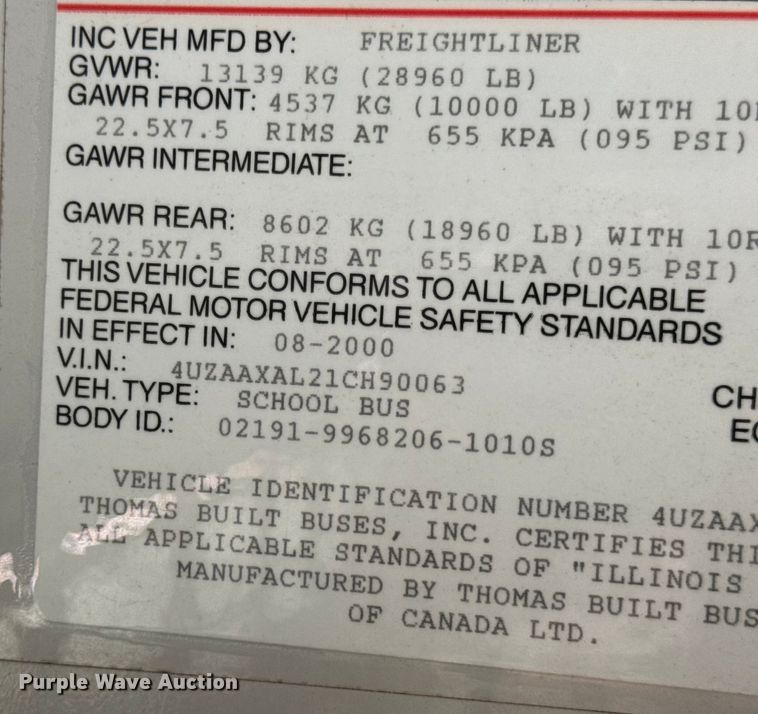 INC VEH MFD BY: FREIGHTLINER
GVWR: 13139 KG (28960 LB)
GAWR FRONT: 4537 KG (10000 LB) WITH
22.5X7.5 RIMS AT 655 KPA (095 PSI)
GAWR INTERMEDIATE:
GAWR REAR: 8602 KG (18960 LB) WITH
22.5X7.5 RIMS AT 655 KPA (095 PSI)
THIS VEHICLE CONFORMS TO ALL APPLICABLE
FEDERAL MOTOR VEHICLE SAFETY STANDARDS
IN EFFECT IN: 08-2000
V.I.N.: 4UZAAXAL21CH90063
VEH. TYPE: SCHOOL BUS
CH
BODY ID.: 02191-9968206-1010S
VEHICLE IDENTIFICATION NUMBER 4UZAAX
THOMAS BUILT BUSES, INC. CERTIFIES THI
ALL APPLICABLE STANDARDS OF "ILLINOIS
MANUFACTURED BY THOMAS BUILT BUS
OF CANADA LTD.
Purple Wave Auction